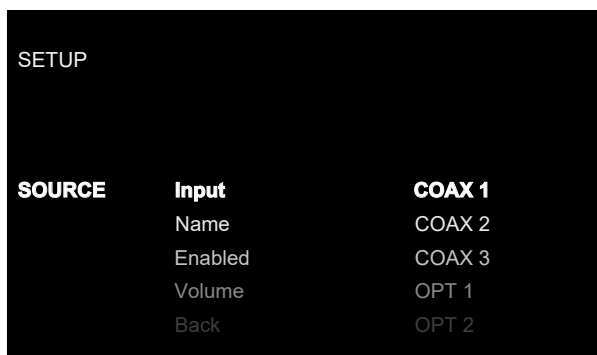 SETUP
SOURCE Input COAX 1
Name COAX 2
Enabled COAX 3
Volume OPT 1
Back OPT 2